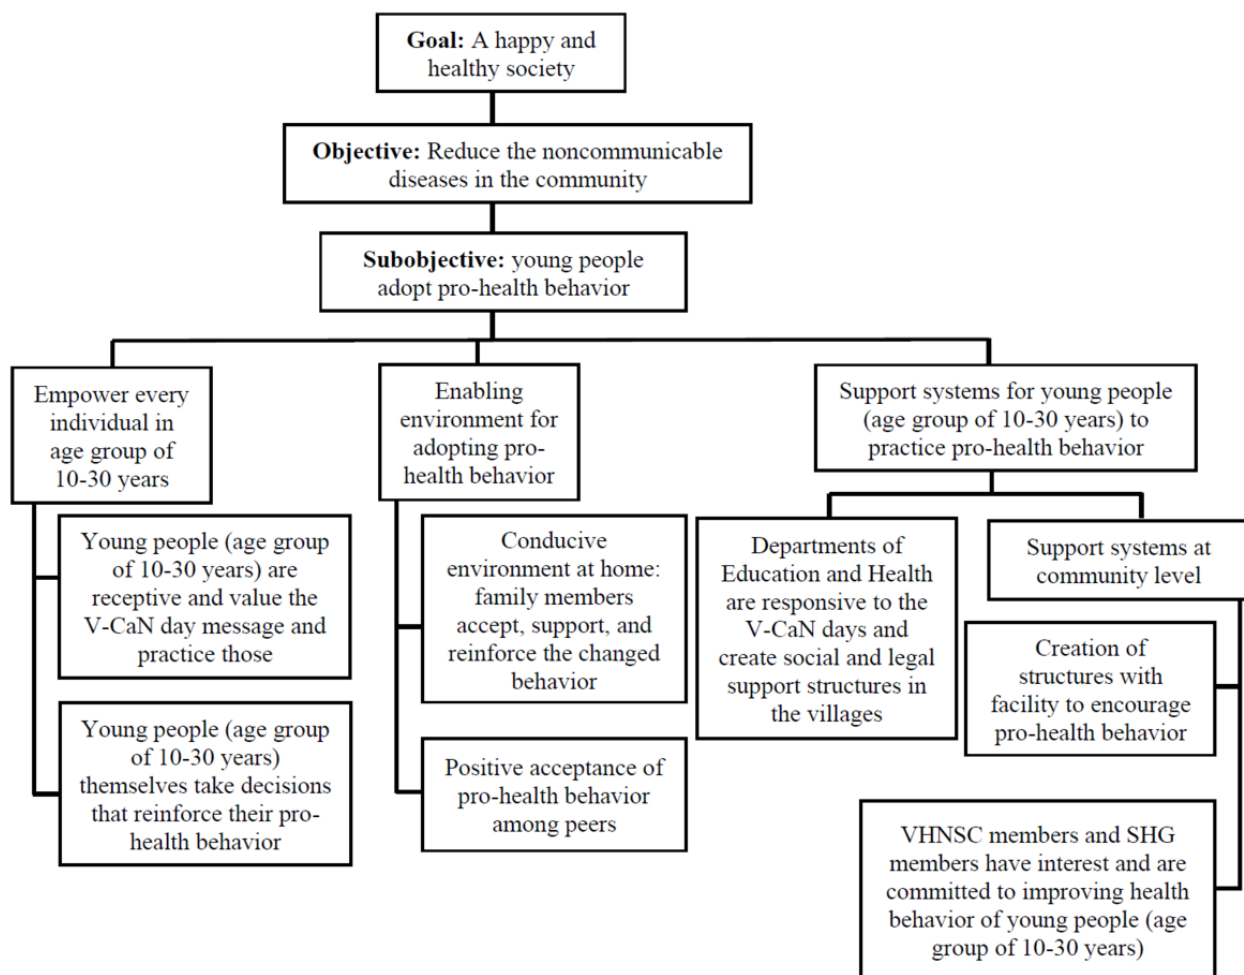 Goal: A happy and
healthy society
Objective: Reduce the noncommunicable
diseases in the community
Subobjective: young people
adopt pro-health behavior
Empower every
individual in
age group of
10-30 years
Young people (age group
of 10-30 years) are
receptive and value the
V-CaN day message and
practice those
Young people (age group
of 10-30 years)
themselves take decisions
that reinforce their pro-
health behavior
Enabling
environment for
adopting pro-
health behavior
Conducive
environment at home:
family members
accept, support, and
reinforce the changed
behavior
Positive acceptance of
pro-health behavior
among peers
Support systems for young people
(age group of 10-30 years) to
practice pro-health behavior
Departments of
Education and Health
are responsive to the
V-CaN days and
create social and legal
support structures in
the villages
Support systems at
community level
Creation of
structures with
facility to encourage
pro-health behavior
VHNSC members and SHG
members have interest and are
committed to improving health
behavior of young people (age
group of 10-30 years)